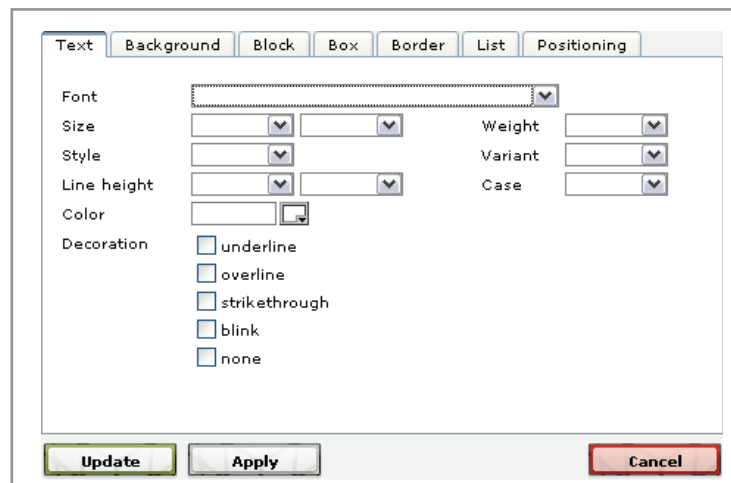 Text Background Block Box Border List Positioning
Font
Size Weight
Style Variant
Line height Case
Color
Decoration underline
overline
strikethrough
blink
none
Update Apply Cancel